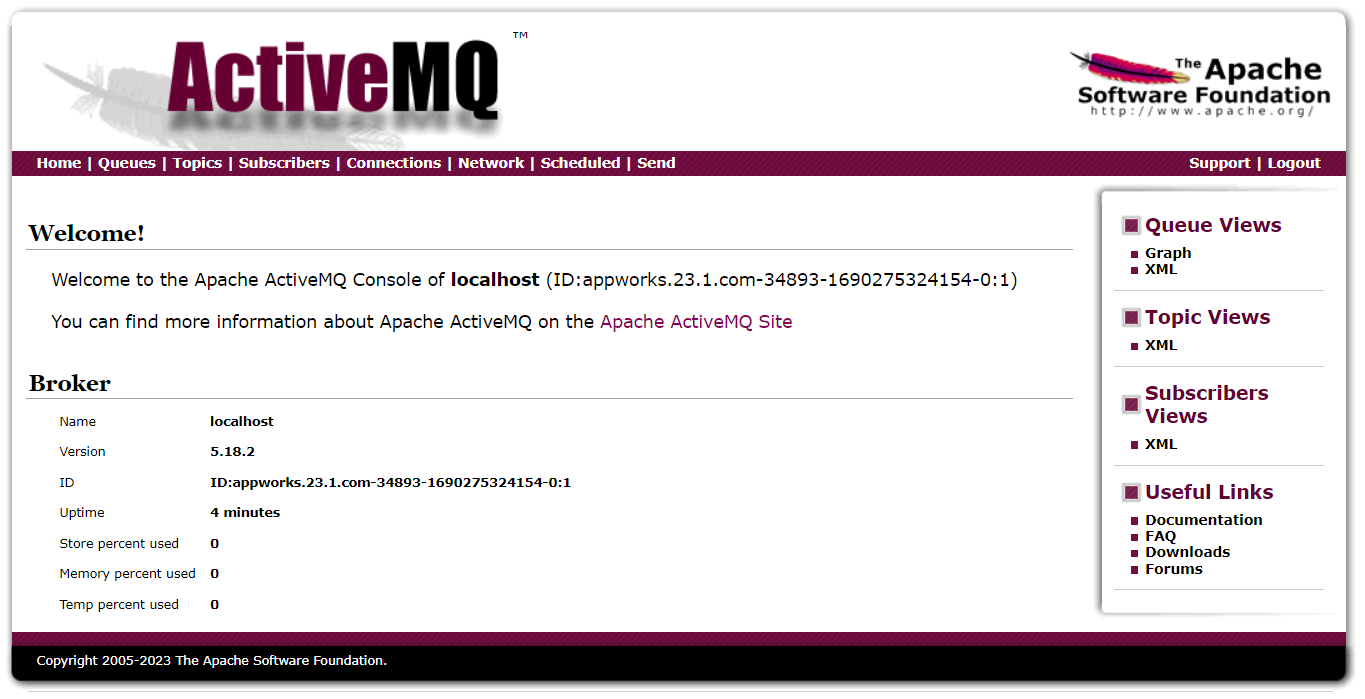 ActiveMQ ™
The Apache
Software Foundation
http://www.apache.org/
Home | Queues | Topics | Subscribers | Connections | Network | Scheduled | Send
Support | Logout
Welcome!
Welcome to the Apache ActiveMQ Console of localhost (ID:appworks.23.1.com-34893-1690275324154-0:1)
You can find more information about Apache ActiveMQ on the Apache ActiveMQ Site
Broker
Name localhost
Version 5.18.2
ID ID:appworks.23.1.com-34893-1690275324154-0:1
Uptime 4 minutes
Store percent used 0
Memory percent used 0
Temp percent used 0
Queue Views
Graph
XML
Topic Views
XML
Subscribers
Views
XML
Useful Links
Documentation
FAQ
Downloads
Forums
Copyright 2005-2023 The Apache Software Foundation.